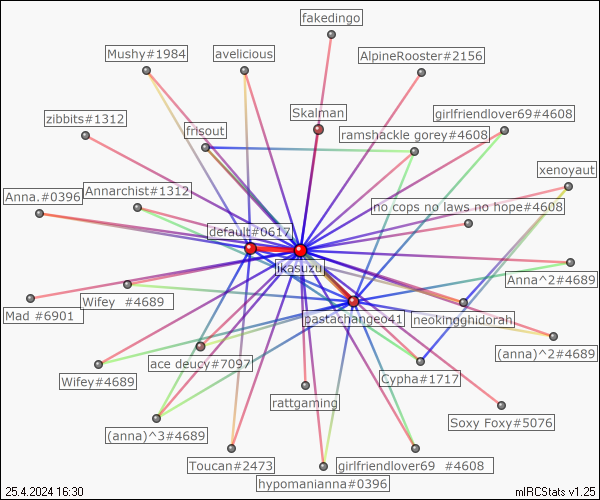 fakedingo
Mushy#1984
avelicious
AlpineRooster#2156
Skalman
girlfriendlover69#4608
zibbits#1312
frisout
ramshackle gorey#4608
xenoyaut
Anna.#0396
Annarchist#1312
no cops no laws no hope#4608
default#0617
jkasuzu
Anna^2#4689
Mad #6901
Wifey  #4689
pastachangeo41
neokingghidorah
(anna)^2#4689
ace deucy#7097
Wifey#4689
Cypha#1717
rattgaming
Soxy Foxy#5076
(anna)^3#4689
Toucan#2473
girlfriendlover69  #4608
hypomanianna#0396
25.4.2024 16:30
mIRCStats v1.25